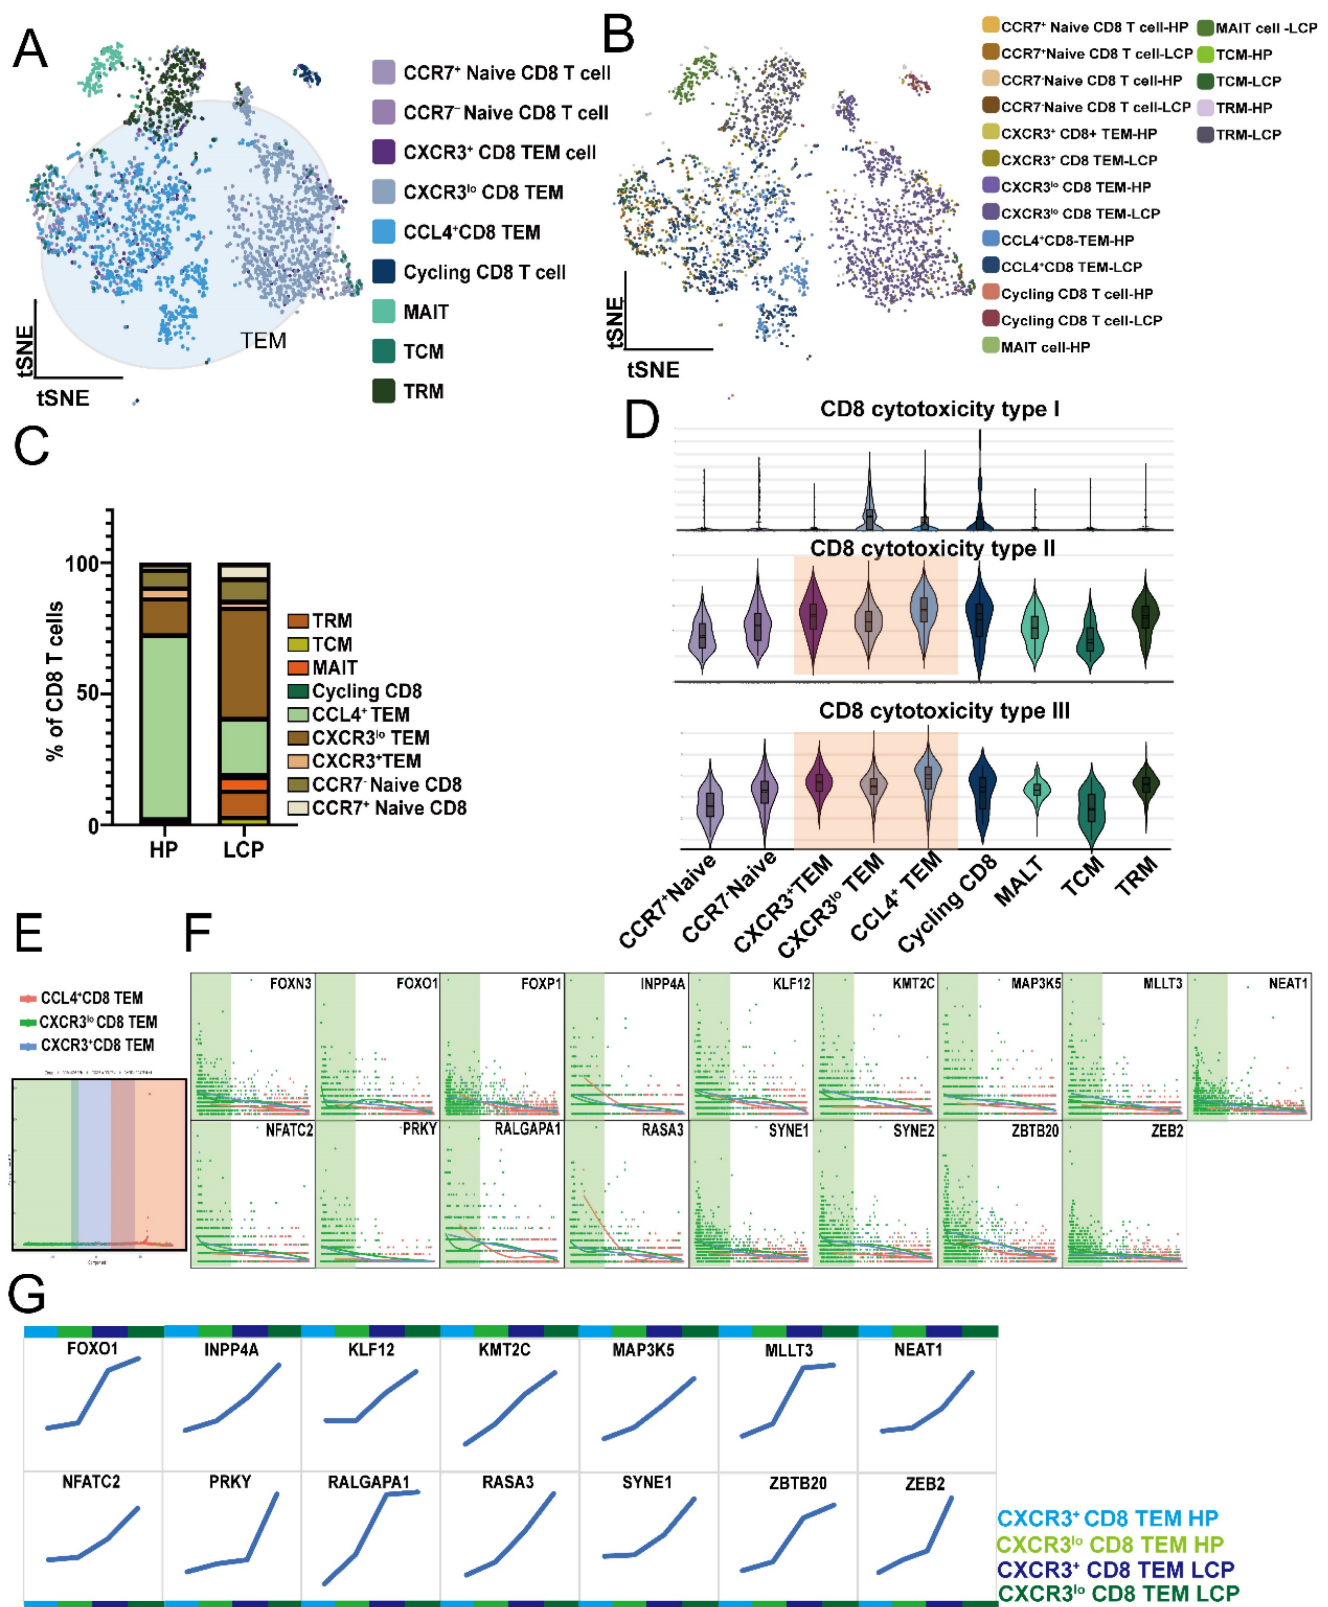 A
CCR7⁺ Naive CD8 T cell
CCR7⁻ Naive CD8 T cell
CXCR3⁺ CD8 TEM cell
CXCR3ˡᵒ CD8 TEM
CCL4⁺CD8 TEM
Cycling CD8 T cell
MAIT
TCM
TRM
TEM
tSNE
tSNE
B
CCR7⁺ Naive CD8 T cell-HP
CCR7⁺Naive CD8 T cell-LCP
CCR7⁻Naive CD8 T cell-HP
CCR7⁻Naive CD8 T cell-LCP
CXCR3⁺ CD8+ TEM-HP
CXCR3⁺ CD8 TEM-LCP
CXCR3ˡᵒ CD8 TEM-HP
CXCR3ˡᵒ CD8 TEM-LCP
CCL4⁺CD8-TEM-HP
CCL4⁺CD8 TEM-LCP
Cycling CD8 T cell-HP
Cycling CD8 T cell-LCP
MAIT cell-HP
MAIT cell -LCP
TCM-HP
TCM-LCP
TRM-HP
TRM-LCP
tSNE
tSNE
C
% of CD8 T cells
100
50
0
HP LCP
TRM
TCM
MAIT
Cycling CD8
CCL4⁺ TEM
CXCR3ˡᵒ TEM
CXCR3⁺TEM
CCR7⁻ Naive CD8
CCR7⁺ Naive CD8
D
CD8 cytotoxicity type I
CD8 cytotoxicity type II
CD8 cytotoxicity type III
CCR7⁺Naive
CCR7⁻Naive
CXCR3⁺TEM
CXCR3ˡᵒ TEM
CCL4⁺ TEM
Cycling CD8
MALT
TCM
TRM
E
CCL4⁺CD8 TEM
CXCR3ˡᵒ CD8 TEM
CXCR3⁺CD8 TEM
F
FOXN3 FOXO1 FOXP1 INPP4A KLF12 KMT2C MAP3K5 MLLT3 NEAT1
NFATC2 PRKY RALGAPA1 RASA3 SYNE1 SYNE2 ZBTB20 ZEB2
G
FOXO1 INPP4A KLF12 KMT2C MAP3K5 MLLT3 NEAT1
NFATC2 PRKY RALGAPA1 RASA3 SYNE1 ZBTB20 ZEB2
CXCR3⁺ CD8 TEM HP
CXCR3ˡᵒ CD8 TEM HP
CXCR3⁺ CD8 TEM LCP
CXCR3ˡᵒ CD8 TEM LCP